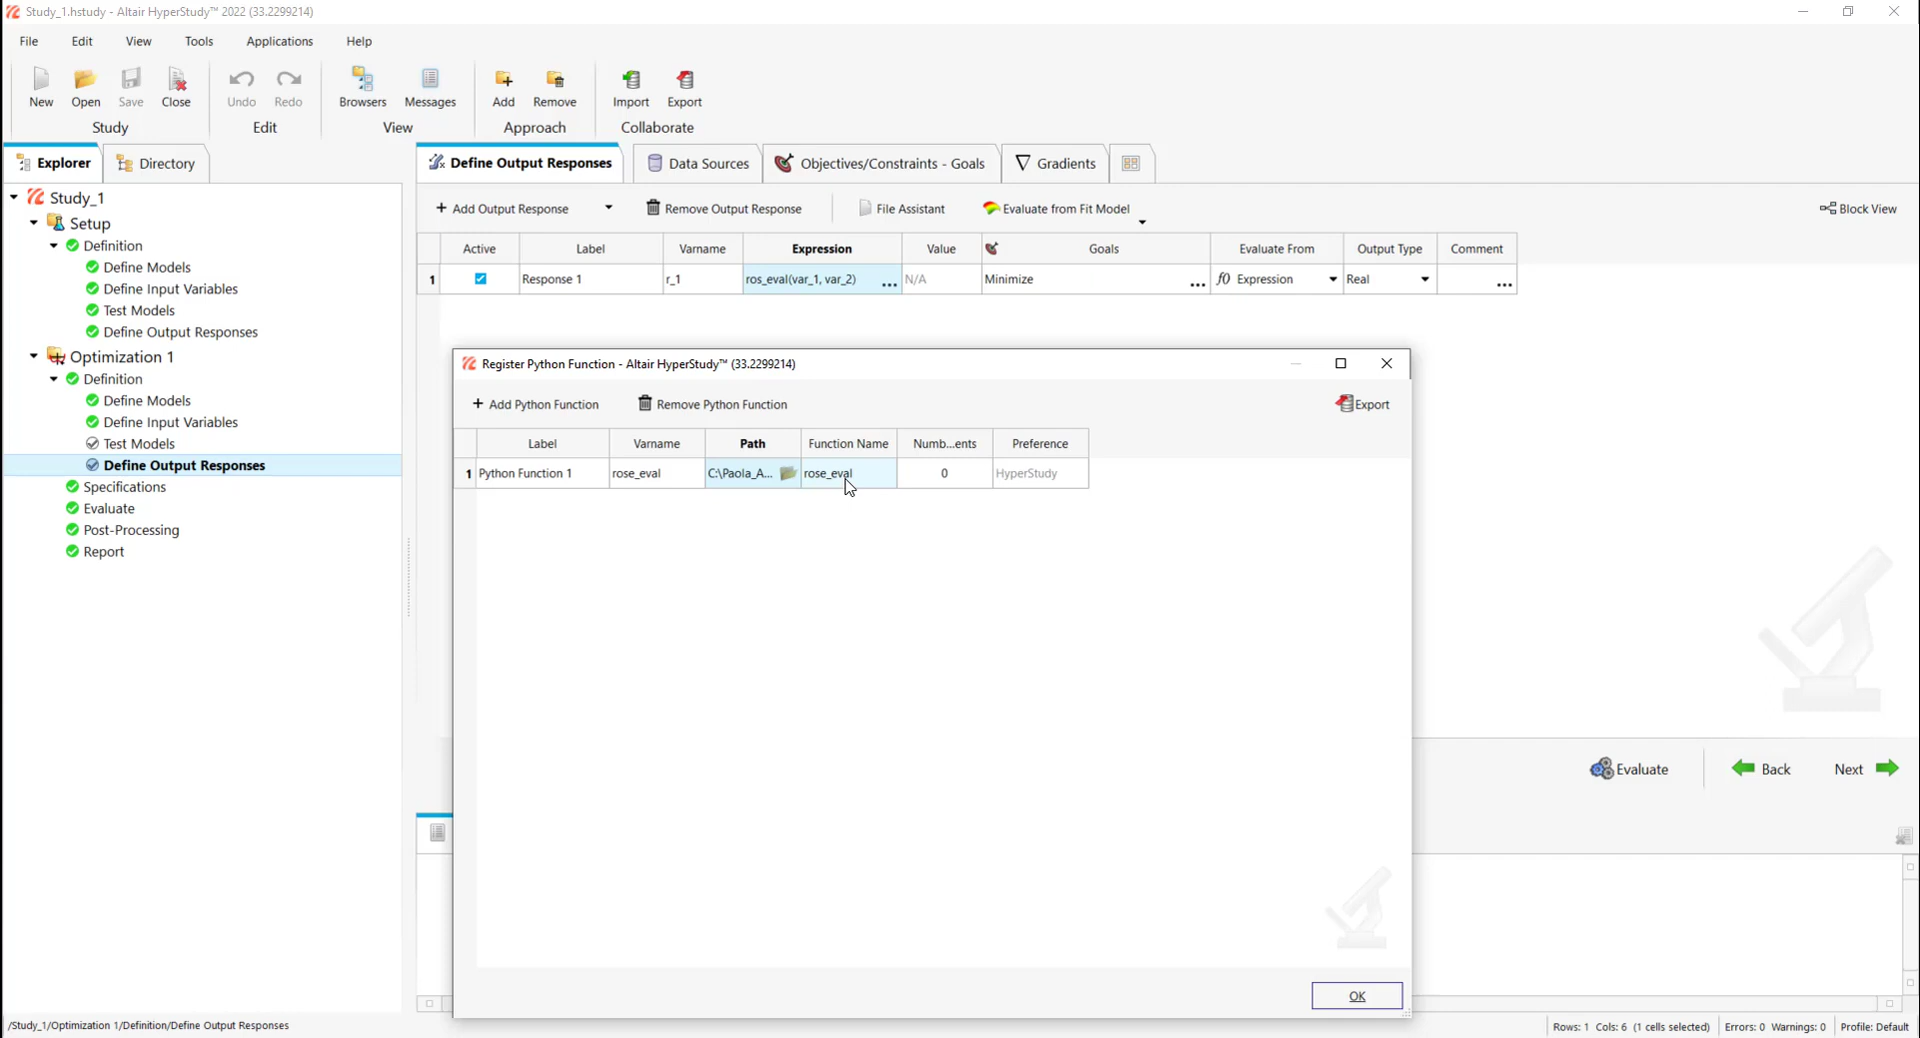 Study_1.hstudy - Altair HyperStudy™ 2022 (33.2299214)
File Edit View Tools Applications Help
New Open Save Close Undo Redo Browsers Messages Add Remove Import Export
Study Edit View Approach Collaborate
Explorer Directory
Define Output Responses Data Sources Objectives/Constraints - Goals Gradients
+ Add Output Response Remove Output Response File Assistant Evaluate from Fit Model Block View
Active Label Varname Expression Value Goals Evaluate From Output Type Comment
1 Response 1 r_1 ros_eval(var_1, var_2) ... N/A Minimize ... f() Expression Real ...
Study_1
Setup
Definition
Define Models
Define Input Variables
Test Models
Define Output Responses
Optimization 1
Definition
Define Models
Define Input Variables
Test Models
Define Output Responses
Specifications
Evaluate
Post-Processing
Report
Register Python Function - Altair HyperStudy™ (33.2299214)
+ Add Python Function Remove Python Function Export
Label Varname Path Function Name Numb...ents Preference
1 Python Function 1 rose_eval C:\Paola_A... rose_eval 0 HyperStudy
Evaluate Back Next
OK
/Study_1/Optimization 1/Definition/Define Output Responses
Rows: 1 Cols: 6 (1 cells selected) Errors: 0 Warnings: 0 Profile: Default